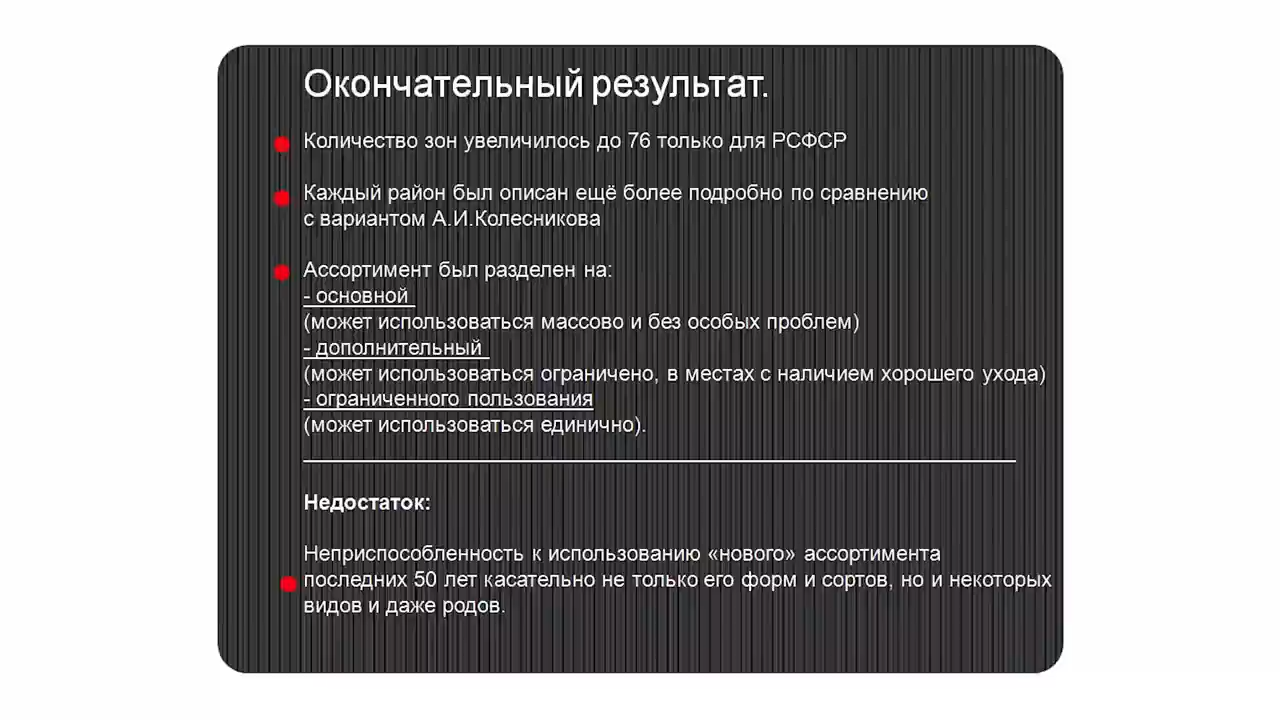 Окончательный результат.
Количество зон увеличилось до 76 только для РСФСР
Каждый район был описан ещё более подробно по сравнению
с вариантом А.И.Колесникова
Ассортимент был разделен на:
- основной
(может использоваться массово и без особых проблем)
- дополнительный
(может использоваться ограничено, в местах с наличием хорошего ухода)
- ограниченного пользования
(может использоваться единично).
Недостаток:
Неприспособленность к использованию «нового» ассортимента
последних 50 лет касательно не только его форм и сортов, но и некоторых
видов и даже родов.